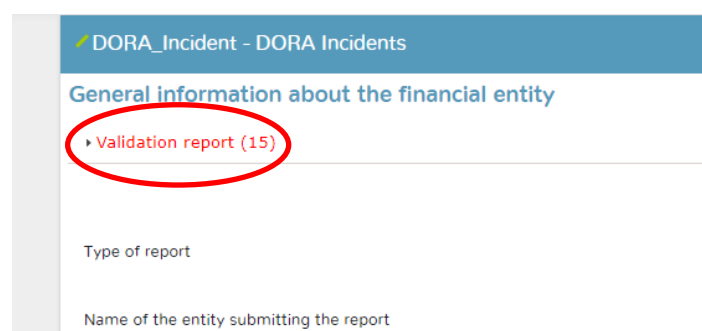 DORA_Incident - DORA Incidents
General information about the financial entity
Validation report (15)
Type of report
Name of the entity submitting the report